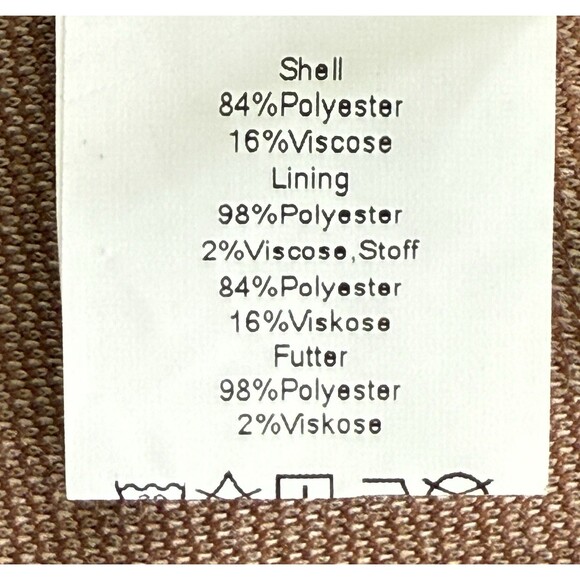 Shell
84%Polyester
16%Viscose
Lining
98%Polyester
2%Viscose,Stoff
84%Polyester
16%Viskose
Futter
98%Polyester
2%Viskose